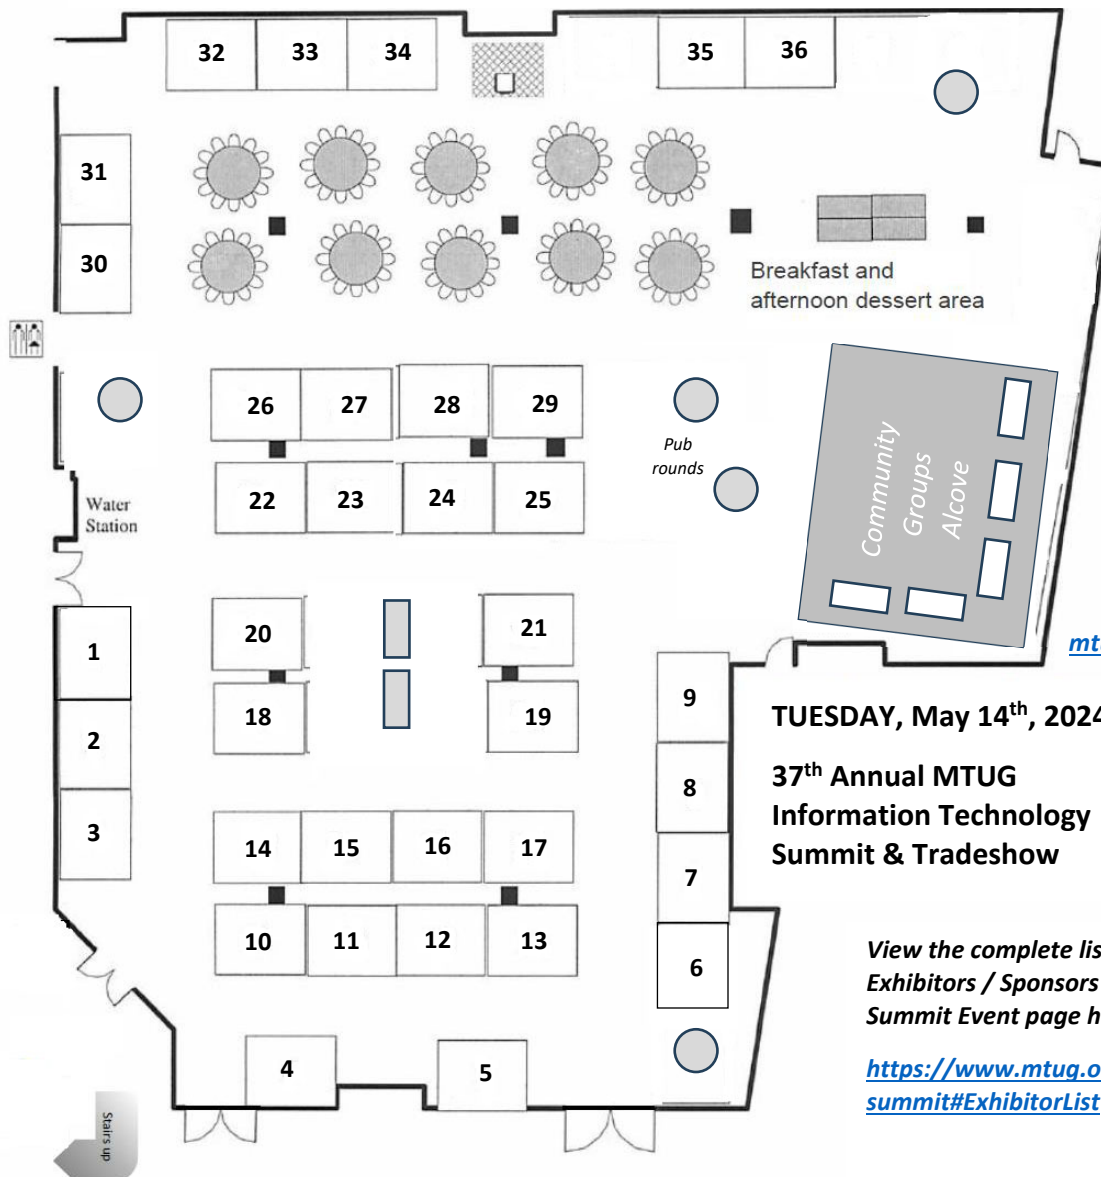 32 33 34 35 36
31
30
Breakfast and
afternoon dessert area
26 27 28 29
Pub
rounds
22 23 24 25
Community
Groups
Alcove
Water
Station
20 21
1
18 19
2
3
9
8
7
6
14 15 16 17
10 11 12 13
4 5
Stairs up
mt
TUESDAY, May 14th, 2024
37th Annual MTUG
Information Technology
Summit & Tradeshow
View the complete lis
Exhibitors / Sponsors
Summit Event page h
https://www.mtug.o
summit#ExhibitorList